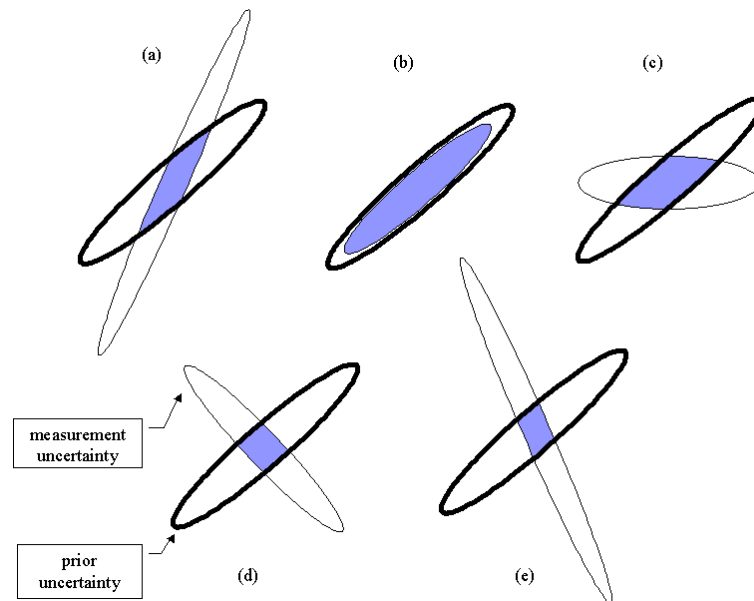 (a)
(b)
(c)
measurement
uncertainty
prior
uncertainty
(d)
(e)